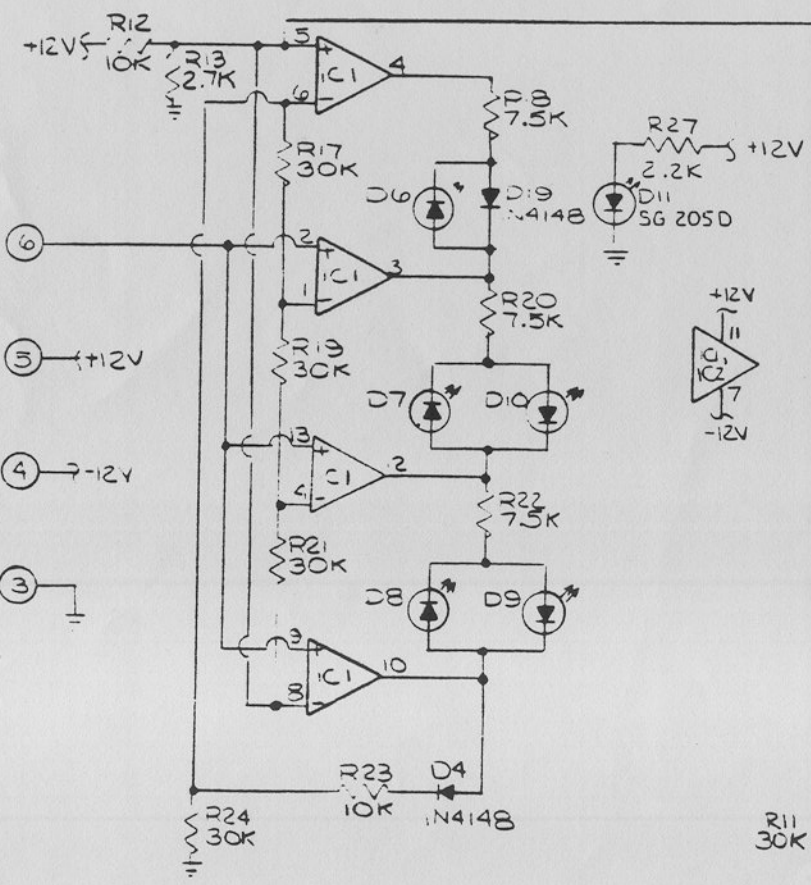 R12
+12V
10K
R13
2.7K
5
+
IC1
4
6
−
R18
7.5K
R17
30K
D6
D19
1N4148
R27
+12V
2.2K
D11
SG 205D
6
2
+
IC1
3
1
−
R20
7.5K
+12V
11
IC1,
IC2
7
-12V
5
+12V
R19
30K
D7
D10
4
-12V
13
+
IC1
12
−
R22
7.5K
R21
30K
3
D8
D9
9
+
IC1
10
8
−
R23
10K
D4
1N4148
R24
30K
R11
30K